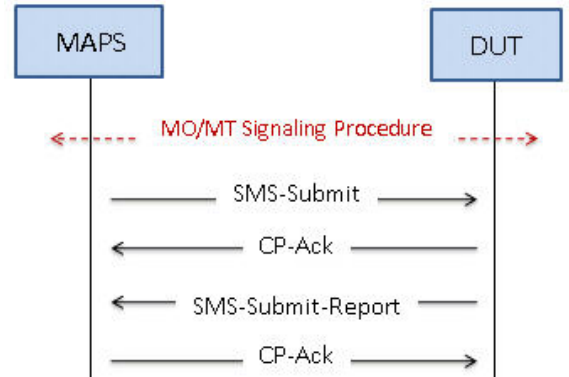 MAPS
DUT
MO/MT Signaling Procedure
SMS-Submit
CP-Ack
SMS-Submit-Report
CP-Ack